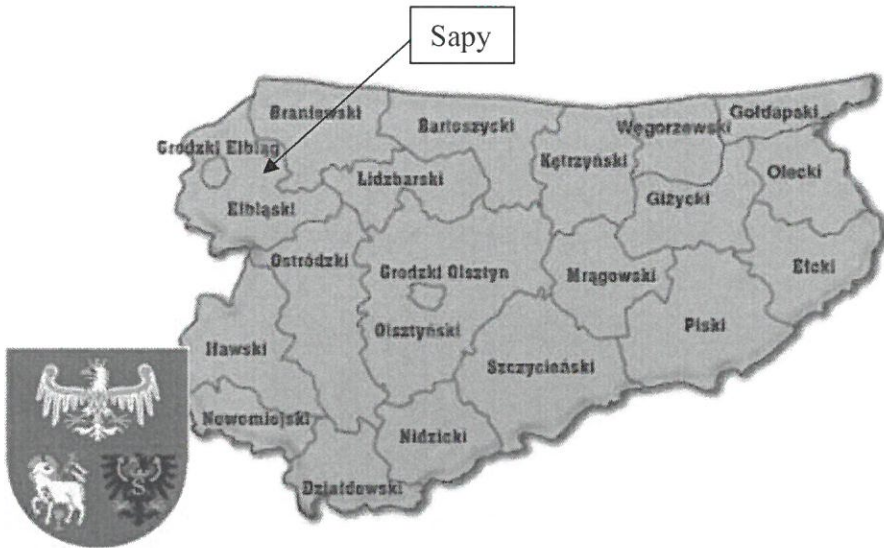 Sapy
Braniewski
Bartoszycki
Gołdapski
Węgorzewski
Grodzki Elbląg
Kętrzyński
Lidzbarski
Olecki
Giżycki
Elbląski
Ostródzki
Grodzki Olsztyn
Mrągowski
Ełcki
Olsztyński
Piski
Iławski
Szczycieński
Nowomiejski
Nidzicki
Działdowski
S